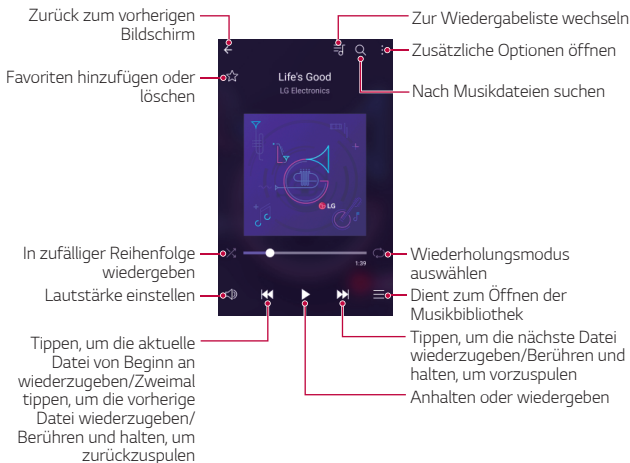 Zurück zum vorherigen
Bildschirm
Favoriten hinzufügen oder
löschen
Zur Wiedergabeliste wechseln
Zusätzliche Optionen öffnen
Nach Musikdateien suchen
Life's Good
LG Electronics
LG
1:39
In zufälliger Reihenfolge
wiedergeben
Lautstärke einstellen
Wiederholungsmodus
auswählen
Dient zum Öffnen der
Musikbibliothek
Tippen, um die aktuelle
Datei von Beginn an
wiederzugeben/Zweimal
tippen, um die vorherige
Datei wiederzugeben/
Berühren und halten, um
zurückzuspulen
Tippen, um die nächste Datei
wiederzugeben/Berühren und
halten, um vorzuspulen
Anhalten oder wiedergeben